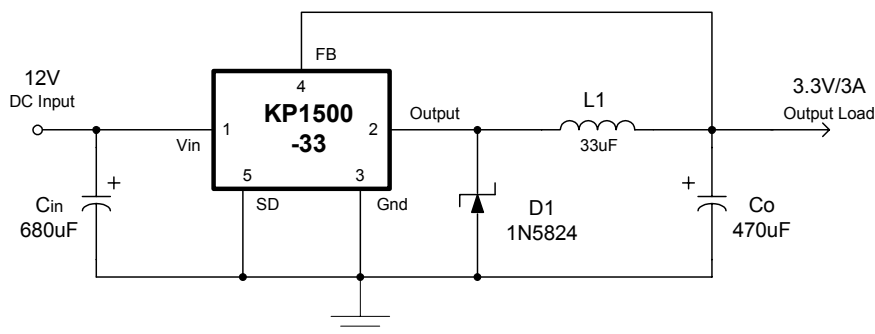 FB
12V
DC Input
4
KP1500
-33
1
2
Vin
Output
L1
33uF
3.3V/3A
Output Load
5
3
SD
Gnd
+
Cin
680uF
D1
1N5824
+
Co
470uF